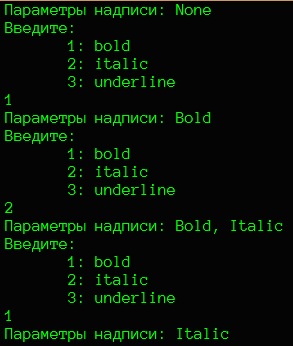 Параметры надписи: None
Введите:
1: bold
2: italic
3: underline
1
Параметры надписи: Bold
Введите:
1: bold
2: italic
3: underline
2
Параметры надписи: Bold, Italic
Введите:
1: bold
2: italic
3: underline
1
Параметры надписи: Italic